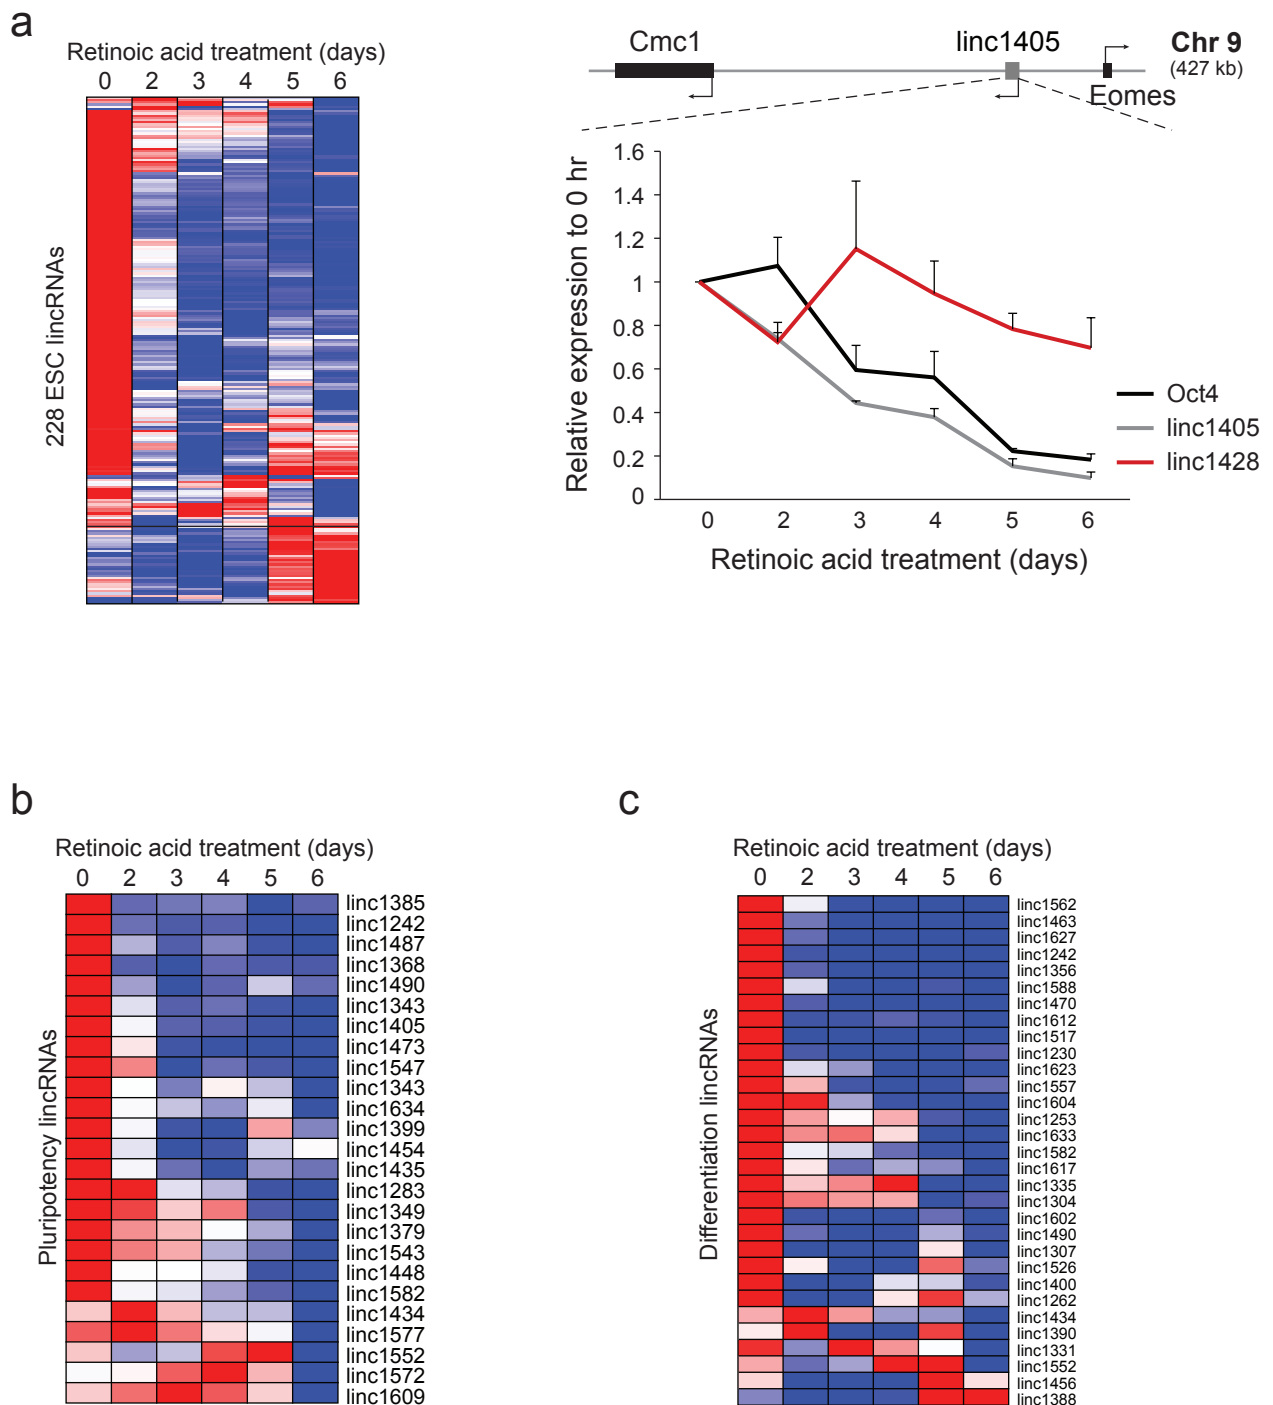 a
Retinoic acid treatment (days)
0 2 3 4 5 6
228 ESC lincRNAs
Cmc1
linc1405
Chr 9
(427 kb)
Eomes
Relative expression to 0 hr
1.6
1.4
1.2
1
0.8
0.6
0.4
0.2
0
0 2 3 4 5 6
Retinoic acid treatment (days)
Oct4
linc1405
linc1428
b
Retinoic acid treatment (days)
0 2 3 4 5 6
Pluripotency lincRNAs
linc1385
linc1242
linc1487
linc1368
linc1490
linc1343
linc1405
linc1473
linc1547
linc1343
linc1634
linc1399
linc1454
linc1435
linc1283
linc1349
linc1379
linc1543
linc1448
linc1582
linc1434
linc1577
linc1552
linc1572
linc1609
c
Retinoic acid treatment (days)
0 2 3 4 5 6
Differentiation lincRNAs
linc1562
linc1463
linc1627
linc1242
linc1356
linc1588
linc1470
linc1612
linc1517
linc1230
linc1623
linc1557
linc1604
linc1253
linc1633
linc1582
linc1617
linc1335
linc1304
linc1602
linc1490
linc1307
linc1526
linc1400
linc1262
linc1434
linc1390
linc1331
linc1552
linc1456
linc1388